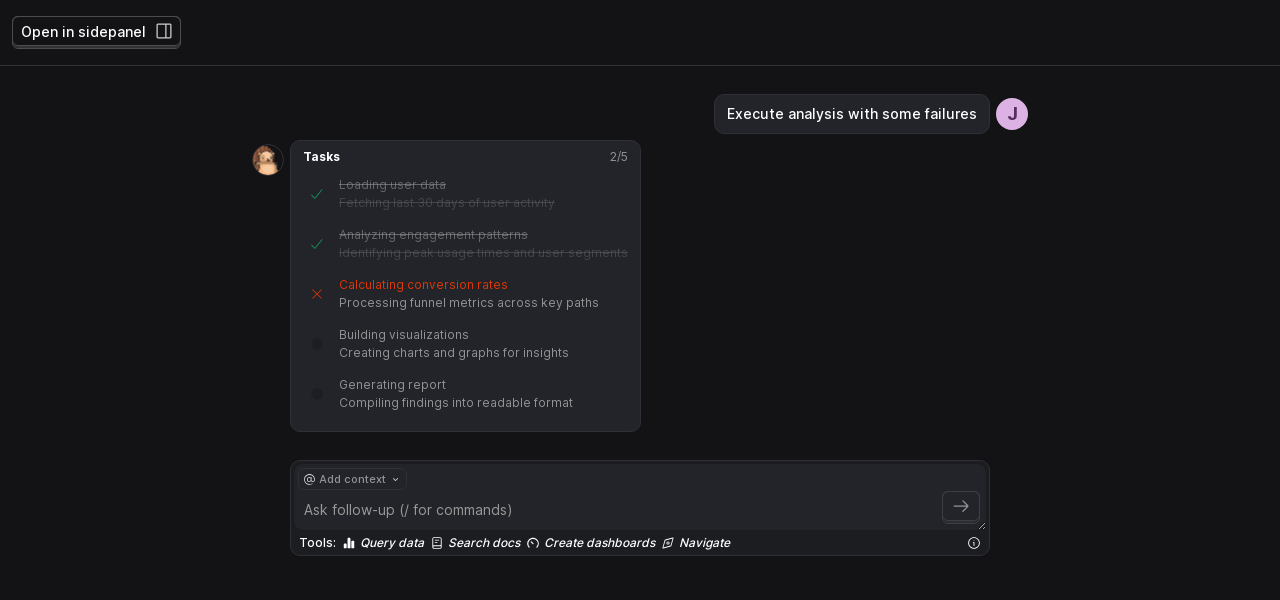 Open in sidepanel
Execute analysis with some failures
J
Tasks 2/5
Loading user data
Fetching last 30 days of user activity
Analyzing engagement patterns
Identifying peak usage times and user segments
Calculating conversion rates
Processing funnel metrics across key paths
Building visualizations
Creating charts and graphs for insights
Generating report
Compiling findings into readable format
@ Add context
Ask follow-up (/ for commands)
Tools: Query data Search docs Create dashboards Navigate